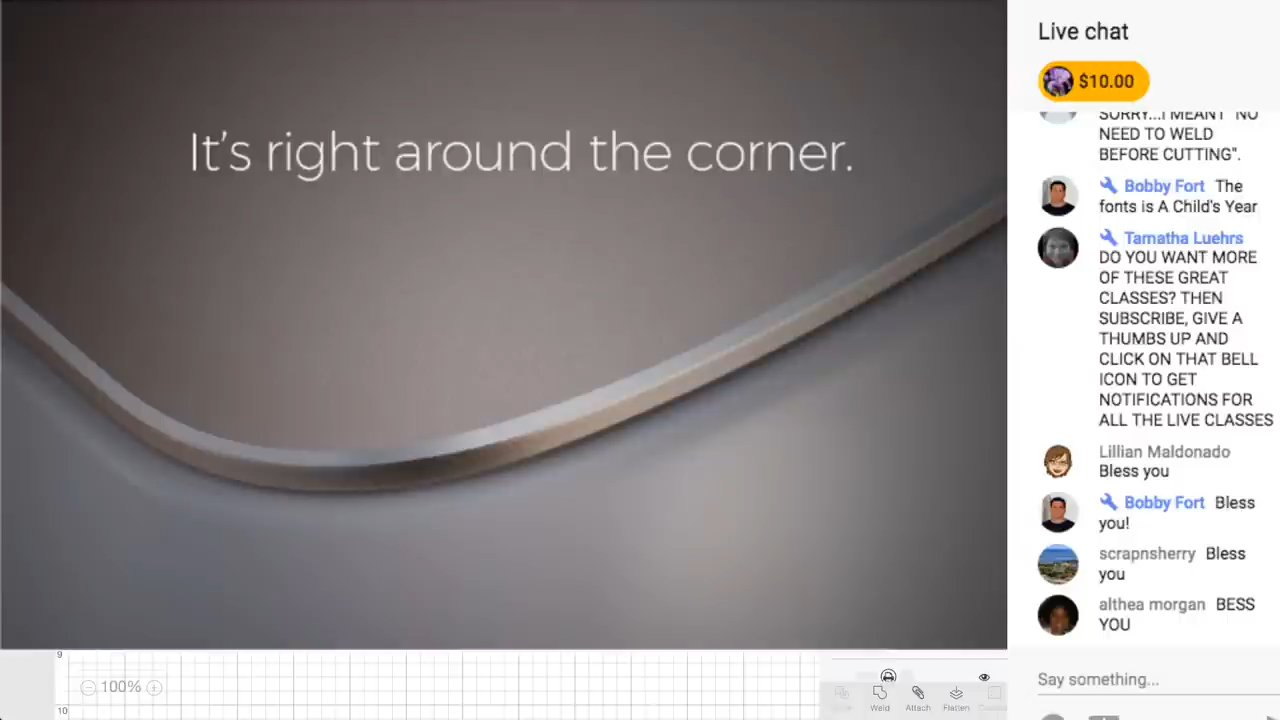 It's right around the corner.
Live chat
$10.00
SORRY...I MEANT "NO
NEED TO WELD
BEFORE CUTTING".
Bobby Fort The
fonts is A Child's Year
Tamatha Luehrs
DO YOU WANT MORE
OF THESE GREAT
CLASSES? THEN
SUBSCRIBE, GIVE A
THUMBS UP AND
CLICK ON THAT BELL
ICON TO GET
NOTIFICATIONS FOR
ALL THE LIVE CLASSES
Lillian Maldonado
Bless you
Bobby Fort Bless
you!
scrapnsherry Bless
you
althea morgan BESS
YOU
Say something...
9
100%
10
Weld Attach Flatten